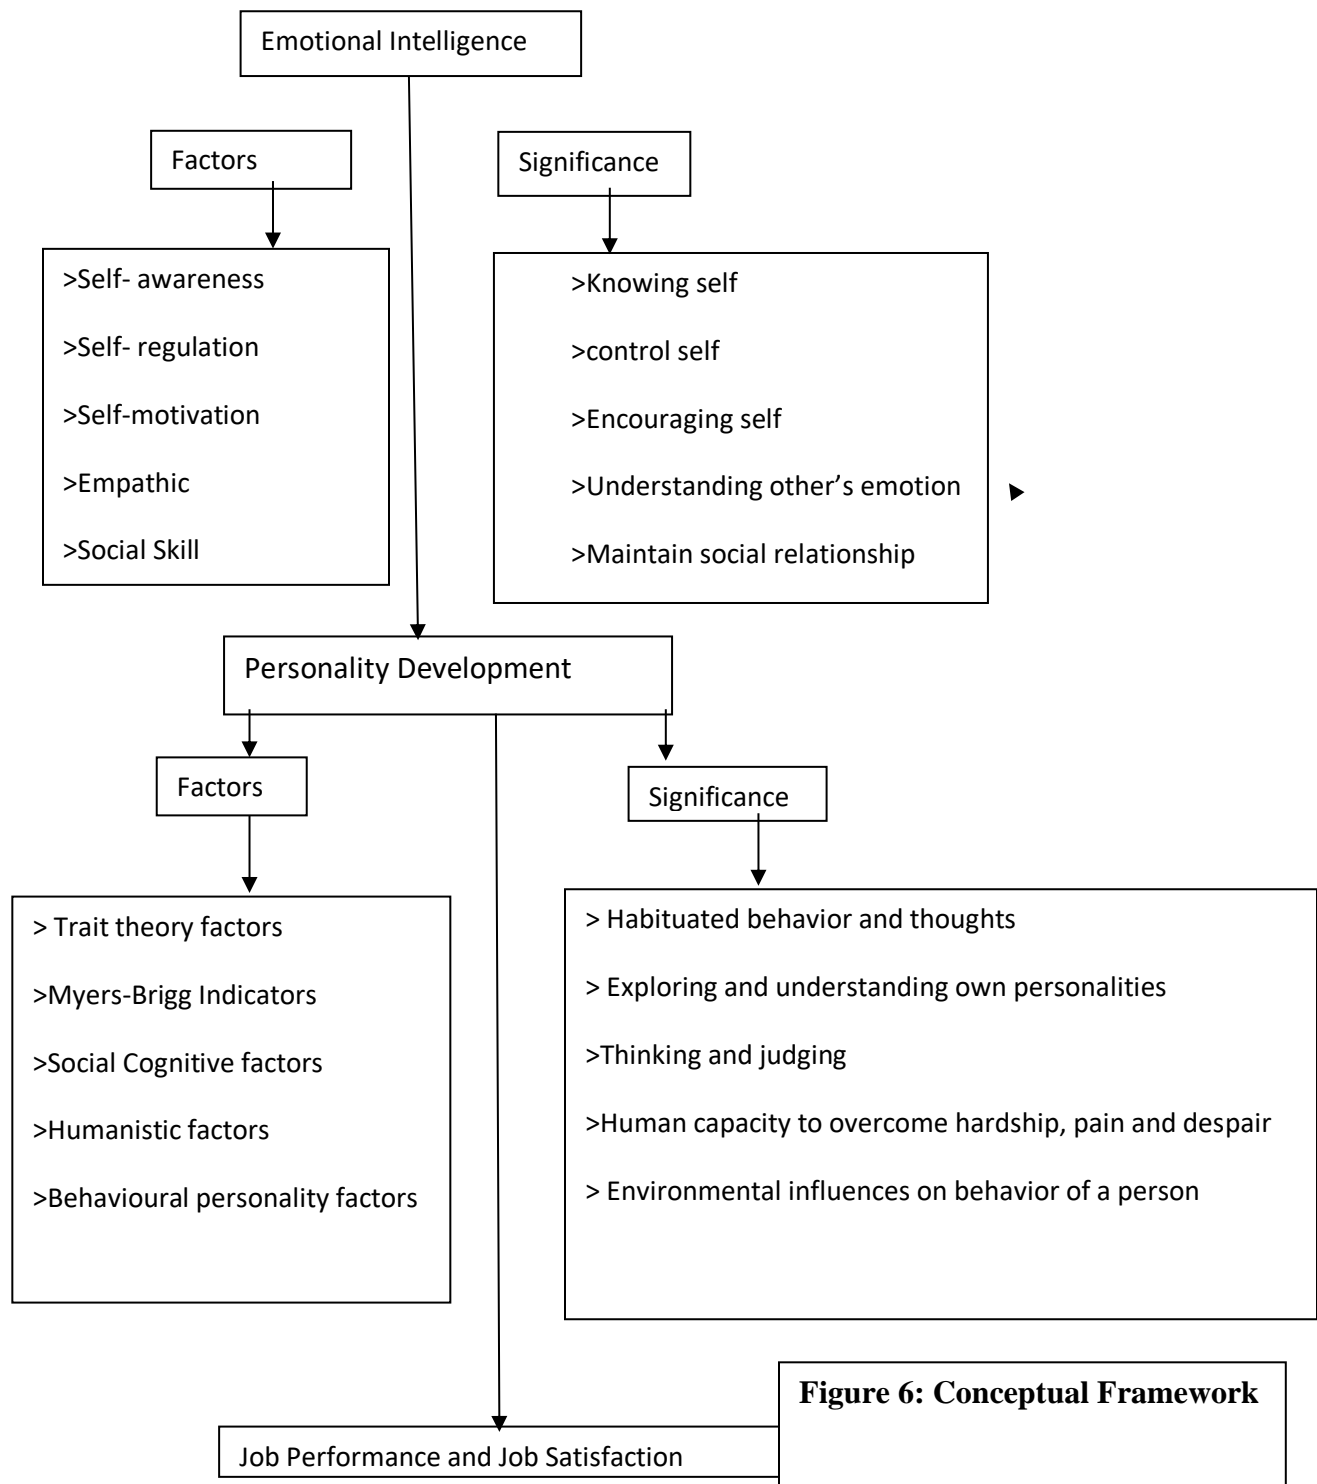 Emotional Intelligence
Factors
Significance
>Self- awareness
>Self- regulation
>Self-motivation
>Empathic
>Social Skill
>Knowing self
>control self
>Encouraging self
>Understanding other’s emotion
>Maintain social relationship
Personality Development
Factors
Significance
> Trait theory factors
>Myers-Brigg Indicators
>Social Cognitive factors
>Humanistic factors
>Behavioural personality factors
> Habituated behavior and thoughts
> Exploring and understanding own personalities
>Thinking and judging
>Human capacity to overcome hardship, pain and despair
> Environmental influences on behavior of a person
Figure 6: Conceptual Framework
Job Performance and Job Satisfaction